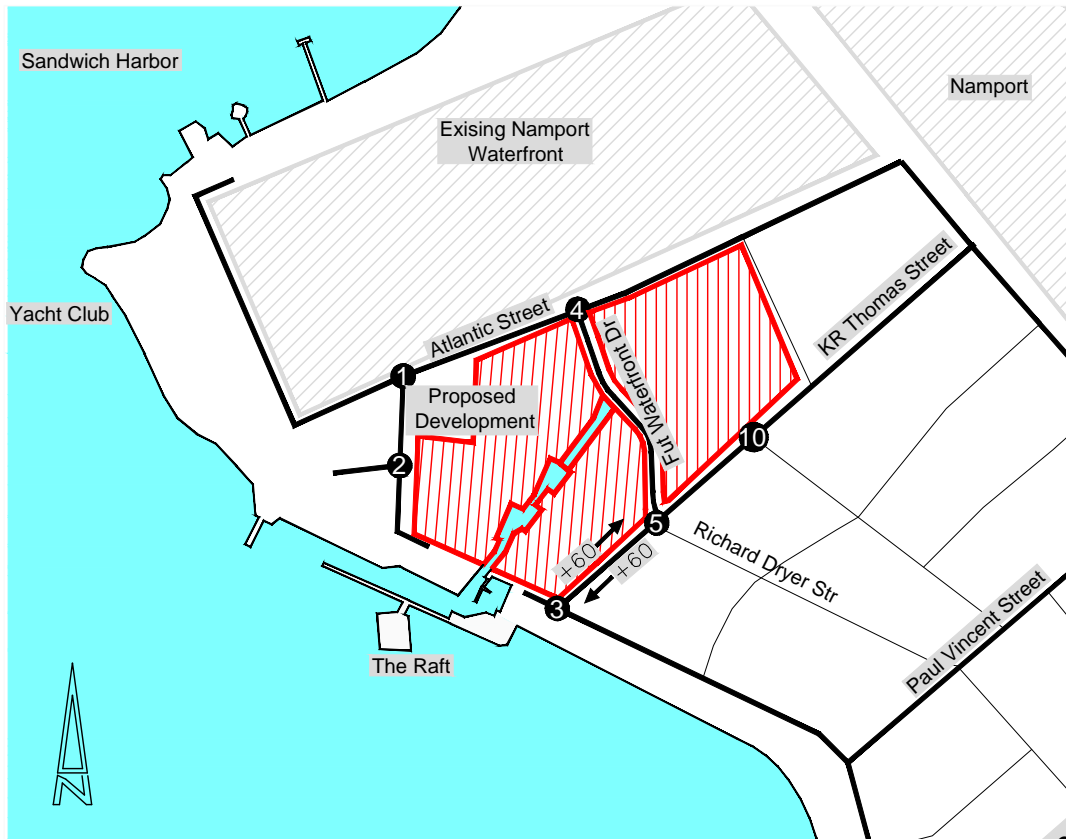 Sandwich Harbor
Namport
Exising Namport
Waterfront
KR Thomas Street
Yacht Club
Atlantic Street
4
Fut Waterfront Dr
1
Proposed
Development
10
2
5
Richard Dryer Str
+60
+60
3
Paul Vincent Street
The Raft
N